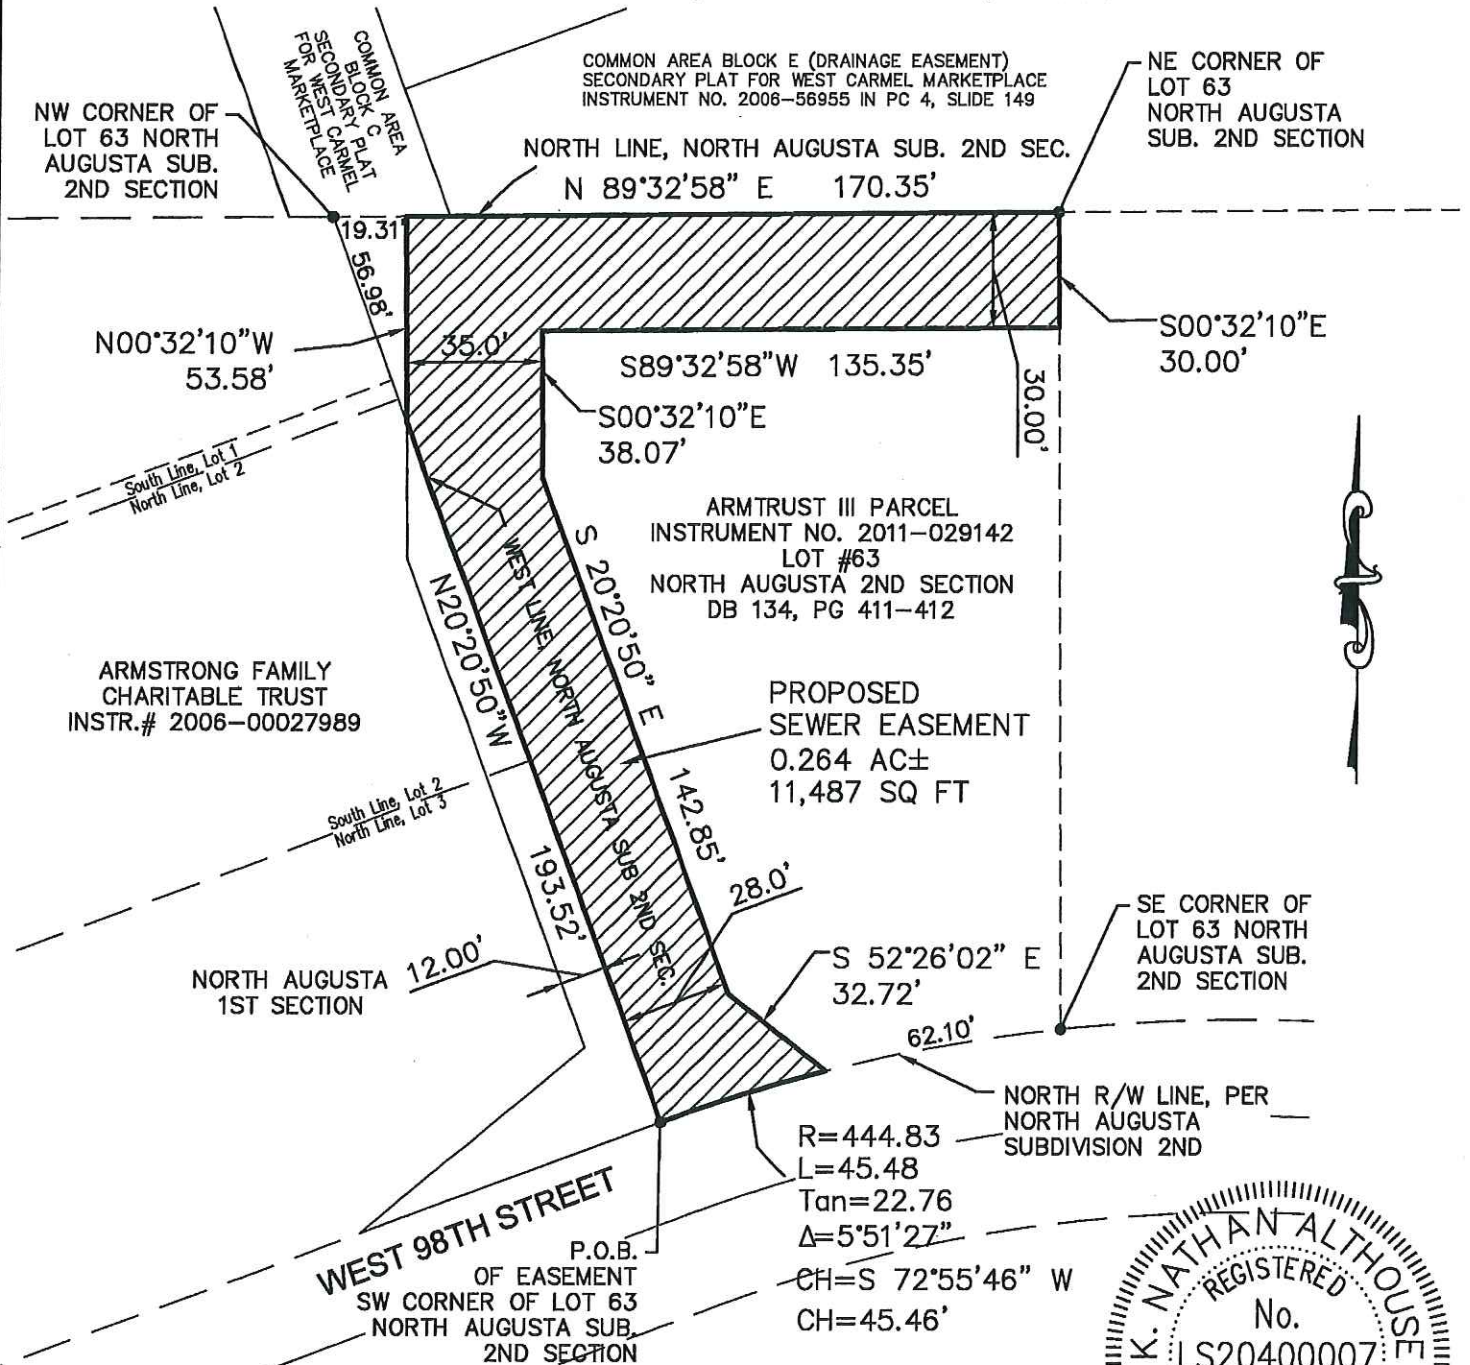 COMMON AREA
BLOCK C
SECONDARY PLAT
FOR WEST CARMEL
MARKETPLACE
COMMON AREA BLOCK E (DRAINAGE EASEMENT)
SECONDARY PLAT FOR WEST CARMEL MARKETPLACE
INSTRUMENT NO. 2006-56955 IN PC 4, SLIDE 149
NE CORNER OF
LOT 63
NORTH AUGUSTA
SUB. 2ND SECTION
NW CORNER OF
LOT 63 NORTH
AUGUSTA SUB.
2ND SECTION
NORTH LINE, NORTH AUGUSTA SUB. 2ND SEC.
N 89°32'58" E 170.35'
19.31'
56.98'
N00°32'10"W
53.58'
35.0'
S89°32'58"W 135.35'
30.00'
S00°32'10"E
30.00'
S00°32'10"E
38.07'
South Line, Lot 1
North Line, Lot 2
ARMTRUST III PARCEL
INSTRUMENT NO. 2011-029142
LOT #63
NORTH AUGUSTA 2ND SECTION
DB 134, PG 411-412
WEST LINE, NORTH AUGUSTA SUB 2ND SEC.
S 20°20'50" E
142.85'
N20°20'50"W
193.52'
ARMSTRONG FAMILY
CHARITABLE TRUST
INSTR.# 2006-00027989
PROPOSED
SEWER EASEMENT
0.264 AC±
11,487 SQ FT
South Line, Lot 2
North Line, Lot 3
28.0'
12.00'
NORTH AUGUSTA
1ST SECTION
S 52°26'02" E
32.72'
SE CORNER OF
LOT 63 NORTH
AUGUSTA SUB.
2ND SECTION
62.10'
NORTH R/W LINE, PER
NORTH AUGUSTA
SUBDIVISION 2ND
R=444.83
L=45.48
Tan=22.76
Δ=5°51'27"
CH=S 72°55'46" W
CH=45.46'
WEST 98TH STREET
P.O.B.
OF EASEMENT
SW CORNER OF LOT 63
NORTH AUGUSTA SUB.
2ND SECTION
K. NATHAN ALTHOUSE
REGISTERED
No.
LS20400007